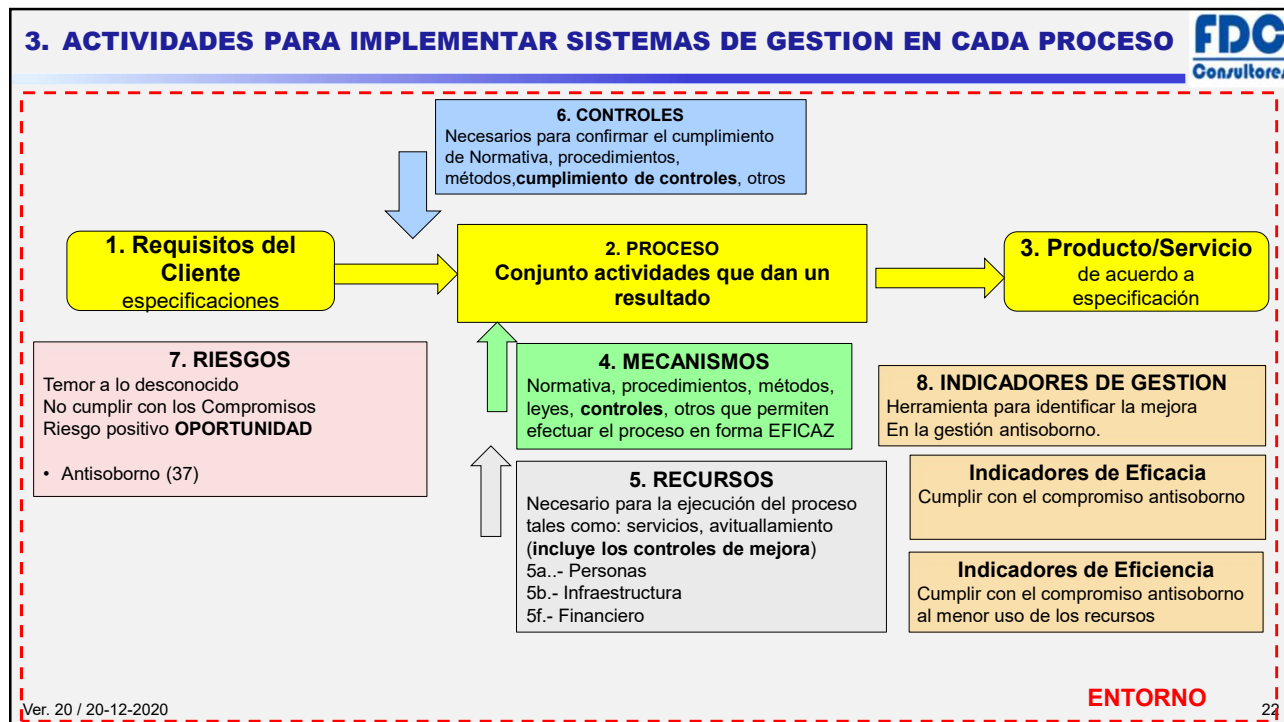 3. ACTIVIDADES PARA IMPLEMENTAR SISTEMAS DE GESTION EN CADA PROCESO
FDC
Consultores
6. CONTROLES
Necesarios para confirmar el cumplimiento
de Normativa, procedimientos,
métodos,cumplimiento de controles, otros
1. Requisitos del
Cliente
especificaciones
2. PROCESO
Conjunto actividades que dan un
resultado
3. Producto/Servicio
de acuerdo a
especificación
7. RIESGOS
Temor a lo desconocido
No cumplir con los Compromisos
Riesgo positivo OPORTUNIDAD
• Antisoborno (37)
4. MECANISMOS
Normativa, procedimientos, métodos,
leyes, controles, otros que permiten
efectuar el proceso en forma EFICAZ
5. RECURSOS
Necesario para la ejecución del proceso
tales como: servicios, avituallamiento
(incluye los controles de mejora)
5a..- Personas
5b.- Infraestructura
5f.- Financiero
8. INDICADORES DE GESTION
Herramienta para identificar la mejora
En la gestión antisoborno.
Indicadores de Eficacia
Cumplir con el compromiso antisoborno
Indicadores de Eficiencia
Cumplir con el compromiso antisoborno
al menor uso de los recursos
ENTORNO
Ver. 20 / 20-12-2020
22